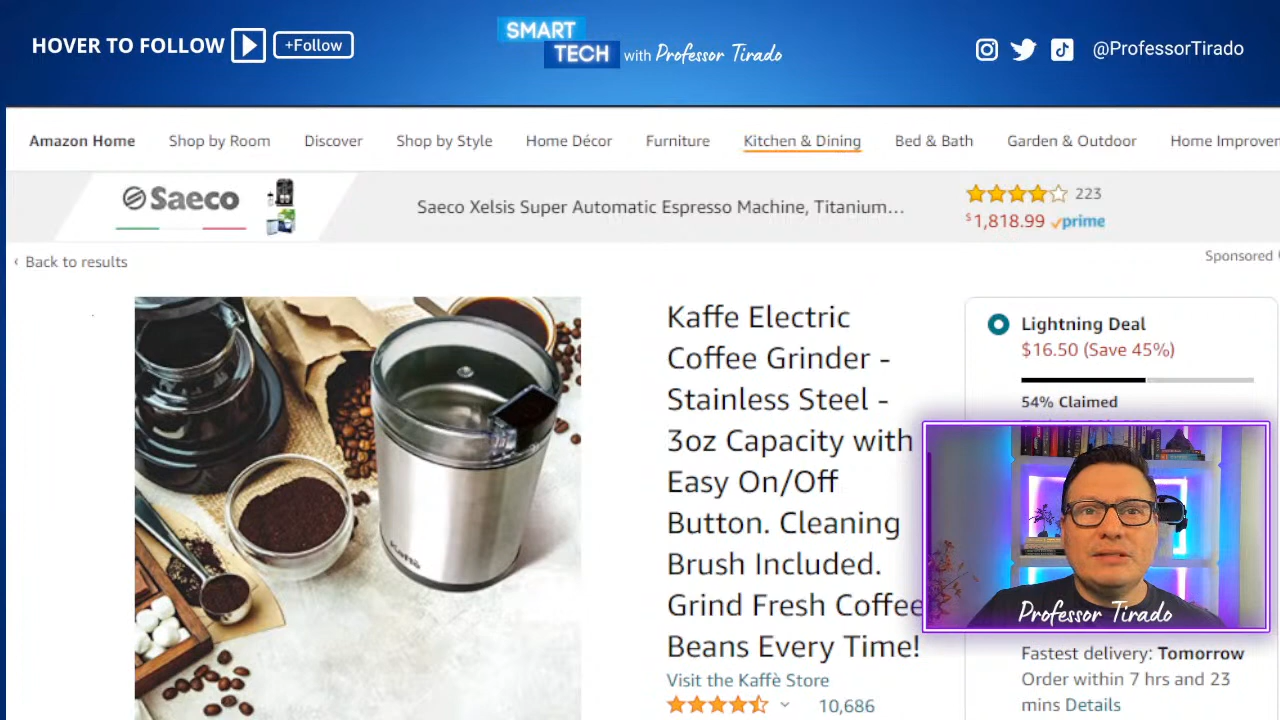 HOVER TO FOLLOW
+Follow
SMART
TECH with Professor Tirado
@ProfessorTirado
Amazon Home Shop by Room Discover Shop by Style Home Décor Furniture Kitchen & Dining Bed & Bath Garden & Outdoor Home Improvem
Saeco
Saeco Xelsis Super Automatic Espresso Machine, Titanium…
223
$1,818.99 prime
‹ Back to results
Sponsored
Kaffe Electric
Coffee Grinder -
Stainless Steel -
3oz Capacity with
Easy On/Off
Button. Cleaning
Brush Included.
Grind Fresh Coffee
Beans Every Time!
Visit the Kaffè Store
10,686
Lightning Deal
$16.50 (Save 45%)
54% Claimed
Professor Tirado
Fastest delivery: Tomorrow
Order within 7 hrs and 23
mins Details
Kaffè